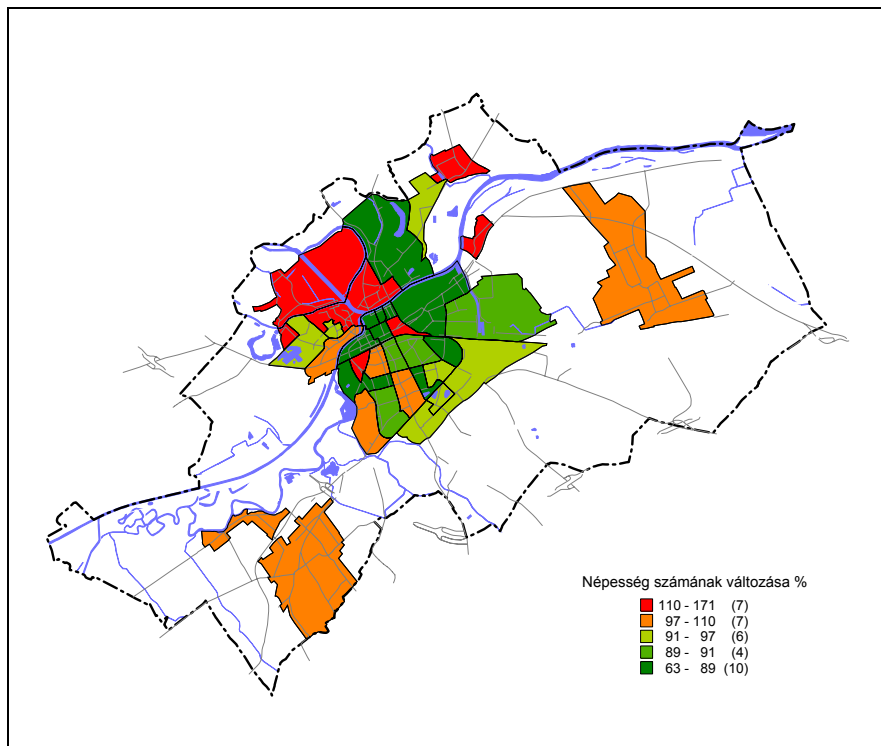 Népesség számának változása %
110 - 171 (7)
97 - 110 (7)
91 - 97 (6)
89 - 91 (4)
63 - 89 (10)